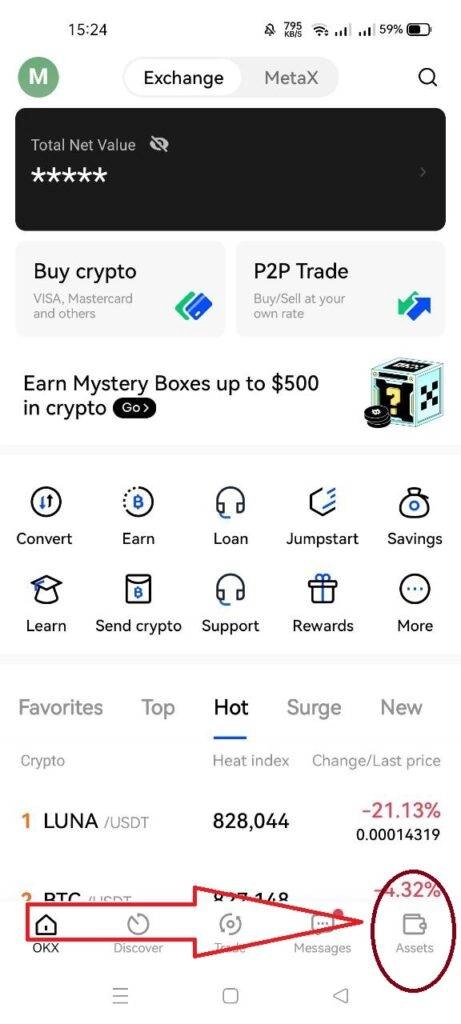 15:24
795
KB/S
59%
M
Exchange
MetaX
Total Net Value
*****
Buy crypto
VISA, Mastercard
and others
P2P Trade
Buy/Sell at your
own rate
Earn Mystery Boxes up to $500
in crypto Go >
Convert
Earn
Loan
Jumpstart
Savings
Learn
Send crypto
Support
Rewards
More
Favorites
Top
Hot
Surge
New
Crypto
Heat index
Change/Last price
1 LUNA /USDT
828,044
-21.13%
0.00014319
2 BTC /USDT
827,148
-4.32%
OKX
Discover
Trade
Messages
Assets